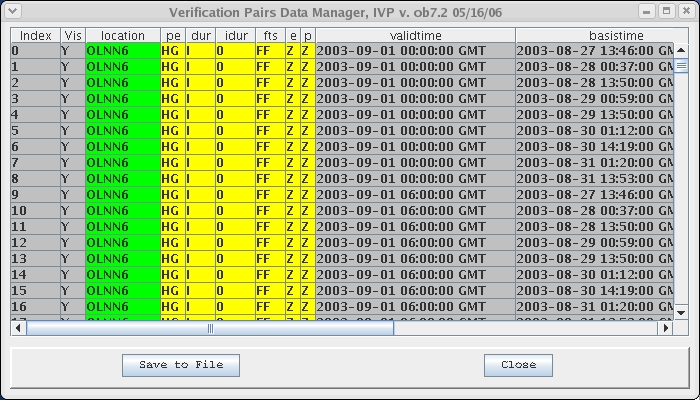 Verification Pairs Data Manager, IVP v. ob7.2 05/16/06
Index Vis location pe dur idur fts e p validtime basistime
0 Y OLNN6 HG I 0 FF Z Z 2003-09-01 00:00:00 GMT 2003-08-27 13:46:00 GM
1 Y OLNN6 HG I 0 FF Z Z 2003-09-01 00:00:00 GMT 2003-08-28 00:37:00 GM
2 Y OLNN6 HG I 0 FF Z Z 2003-09-01 00:00:00 GMT 2003-08-28 13:50:00 GM
3 Y OLNN6 HG I 0 FF Z Z 2003-09-01 00:00:00 GMT 2003-08-29 00:59:00 GM
4 Y OLNN6 HG I 0 FF Z Z 2003-09-01 00:00:00 GMT 2003-08-29 13:50:00 GM
5 Y OLNN6 HG I 0 FF Z Z 2003-09-01 00:00:00 GMT 2003-08-30 01:12:00 GM
6 Y OLNN6 HG I 0 FF Z Z 2003-09-01 00:00:00 GMT 2003-08-30 14:19:00 GM
7 Y OLNN6 HG I 0 FF Z Z 2003-09-01 00:00:00 GMT 2003-08-31 01:20:00 GM
8 Y OLNN6 HG I 0 FF Z Z 2003-09-01 00:00:00 GMT 2003-08-31 13:53:00 GM
9 Y OLNN6 HG I 0 FF Z Z 2003-09-01 06:00:00 GMT 2003-08-27 13:46:00 GM
10 Y OLNN6 HG I 0 FF Z Z 2003-09-01 06:00:00 GMT 2003-08-28 00:37:00 GM
11 Y OLNN6 HG I 0 FF Z Z 2003-09-01 06:00:00 GMT 2003-08-28 13:50:00 GM
12 Y OLNN6 HG I 0 FF Z Z 2003-09-01 06:00:00 GMT 2003-08-29 00:59:00 GM
13 Y OLNN6 HG I 0 FF Z Z 2003-09-01 06:00:00 GMT 2003-08-29 13:50:00 GM
14 Y OLNN6 HG I 0 FF Z Z 2003-09-01 06:00:00 GMT 2003-08-30 01:12:00 GM
15 Y OLNN6 HG I 0 FF Z Z 2003-09-01 06:00:00 GMT 2003-08-30 14:19:00 GM
16 Y OLNN6 HG I 0 FF Z Z 2003-09-01 06:00:00 GMT 2003-08-31 01:20:00 GM
Save to File Close